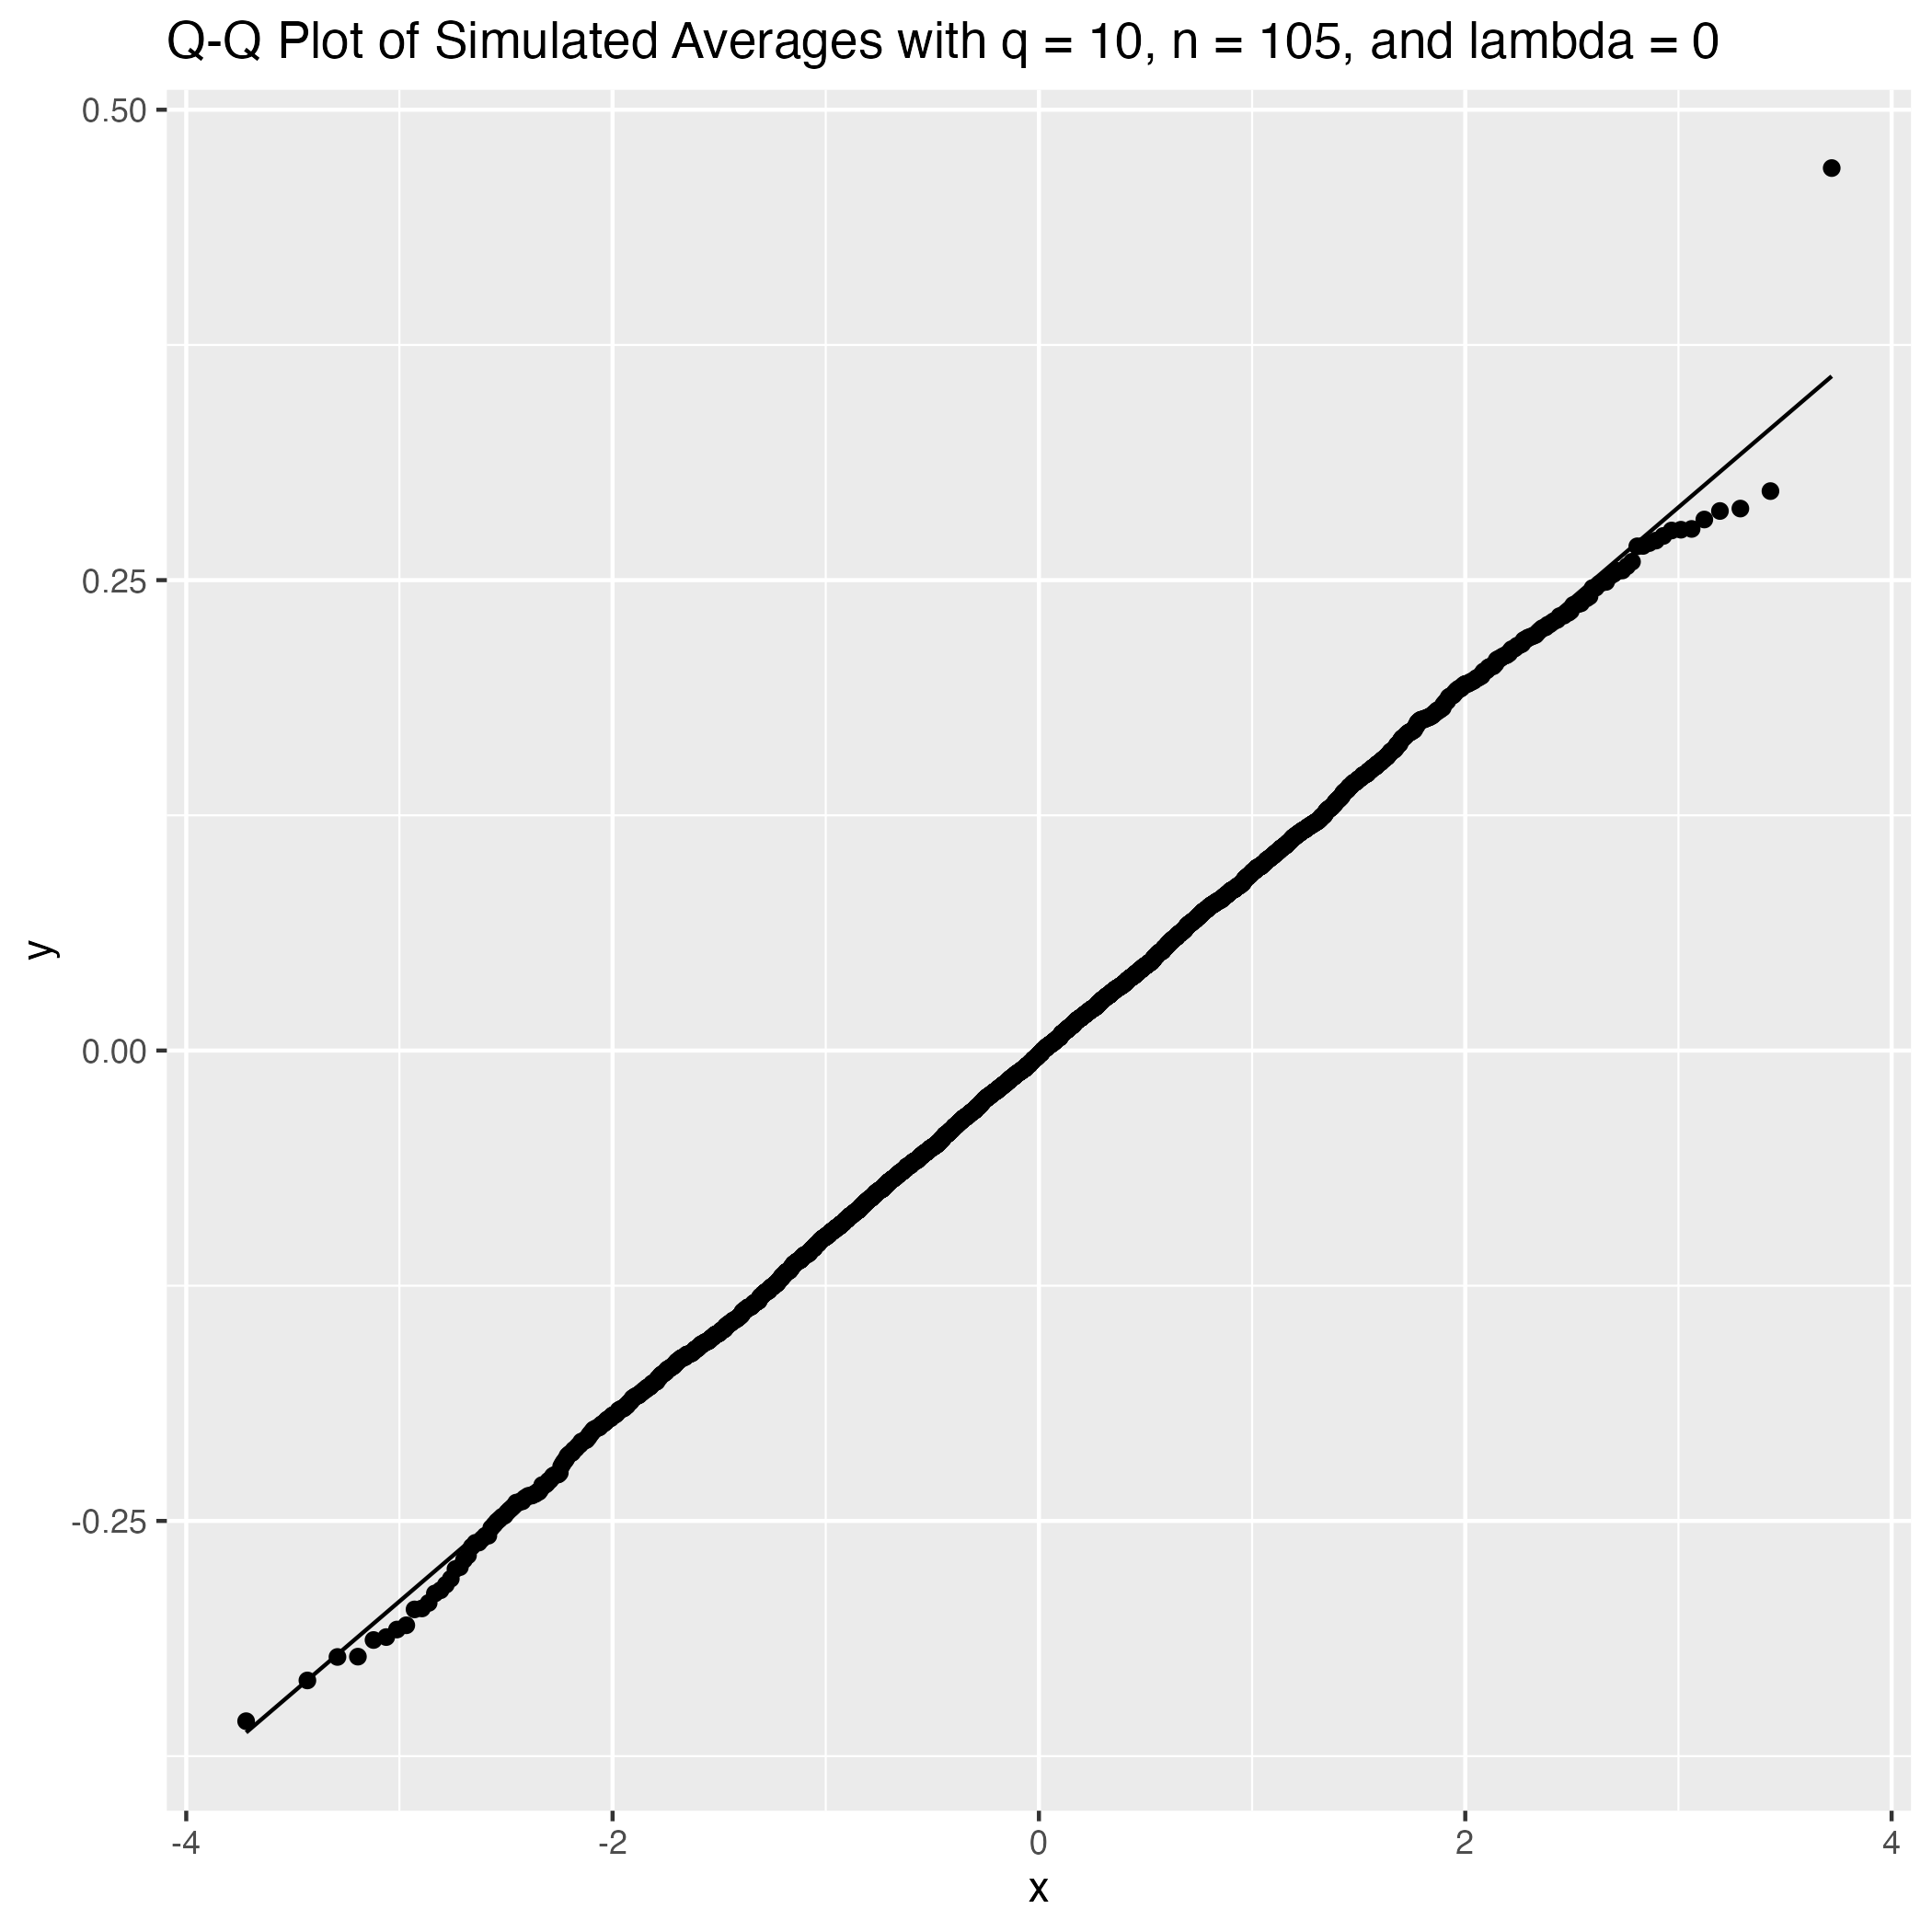 Q-Q Plot of Simulated Averages with q = 10, n = 105, and lambda = 0
0.50
0.25
0.00
-0.25
y
-4 -2 0 2 4
x